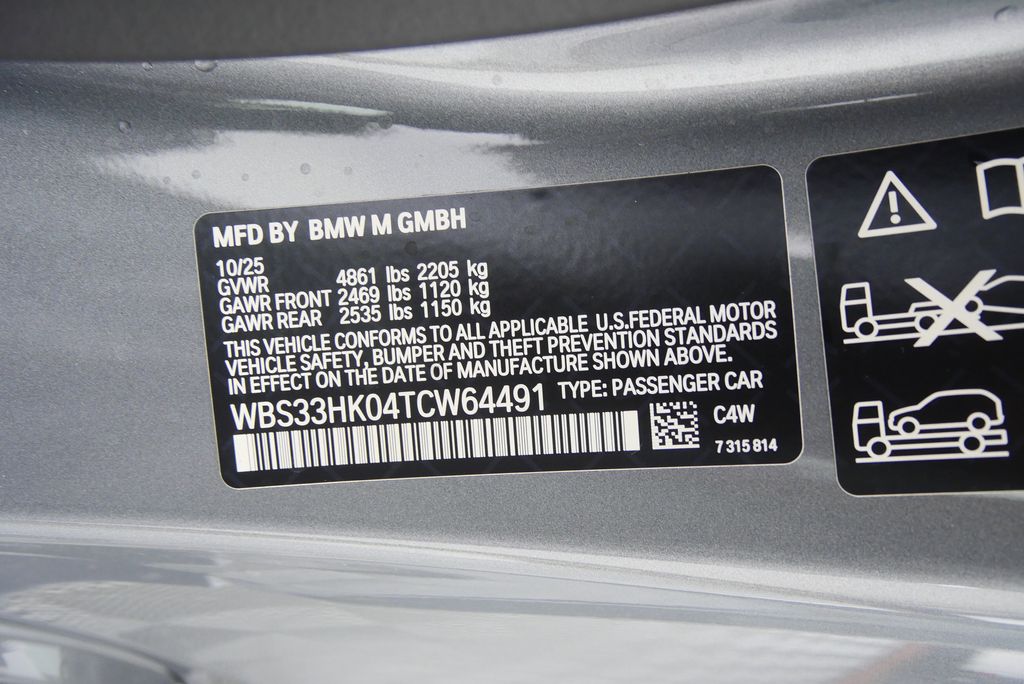 MFD BY BMW M GMBH
10/25
GVWR 4861 lbs 2205 kg
GAWR FRONT 2469 lbs 1120 kg
GAWR REAR 2535 lbs 1150 kg
THIS VEHICLE CONFORMS TO ALL APPLICABLE U.S.FEDERAL MOTOR
VEHICLE SAFETY, BUMPER AND THEFT PREVENTION STANDARDS
IN EFFECT ON THE DATE OF MANUFACTURE SHOWN ABOVE.
WBS33HK04TCW64491 TYPE: PASSENGER CAR
C4W
7 315 814